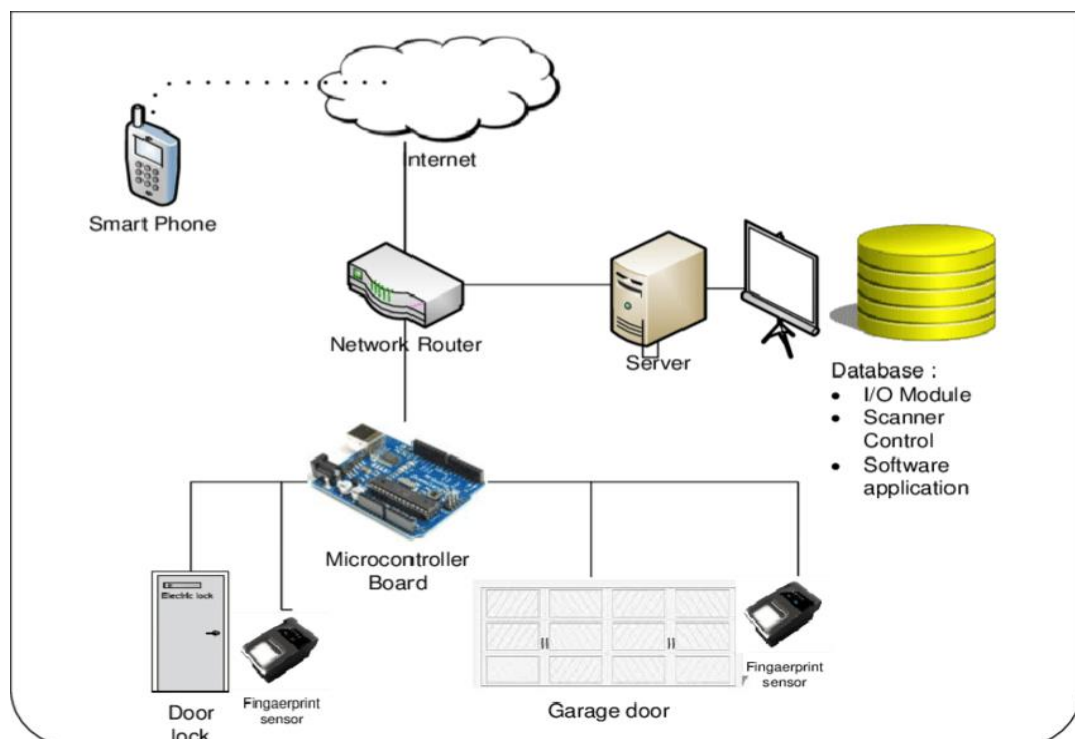 Internet
Smart Phone
Network Router
Server
Database :
• I/O Module
• Scanner
Control
• Software
application
Microcontroller
Board
Electric lock
Fingaerprint
sensor
Fingaerprint
sensor
Door
lock
Garage door